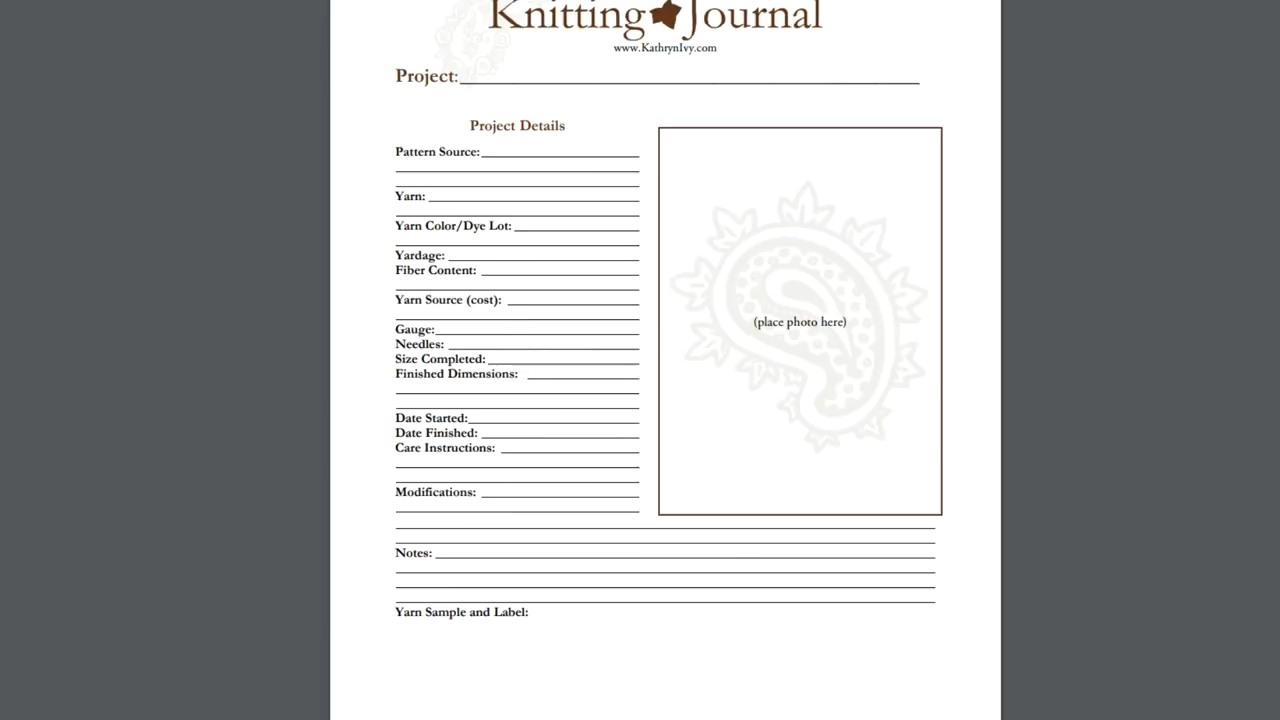 Knitting Journal
www.KathrynIvy.com
Project:
Project Details
Pattern Source:
Yarn:
Yarn Color/Dye Lot:
Yardage:
Fiber Content:
Yarn Source (cost):
Gauge:
Needles:
Size Completed:
Finished Dimensions:
Date Started:
Date Finished:
Care Instructions:
Modifications:
(place photo here)
Notes:
Yarn Sample and Label: